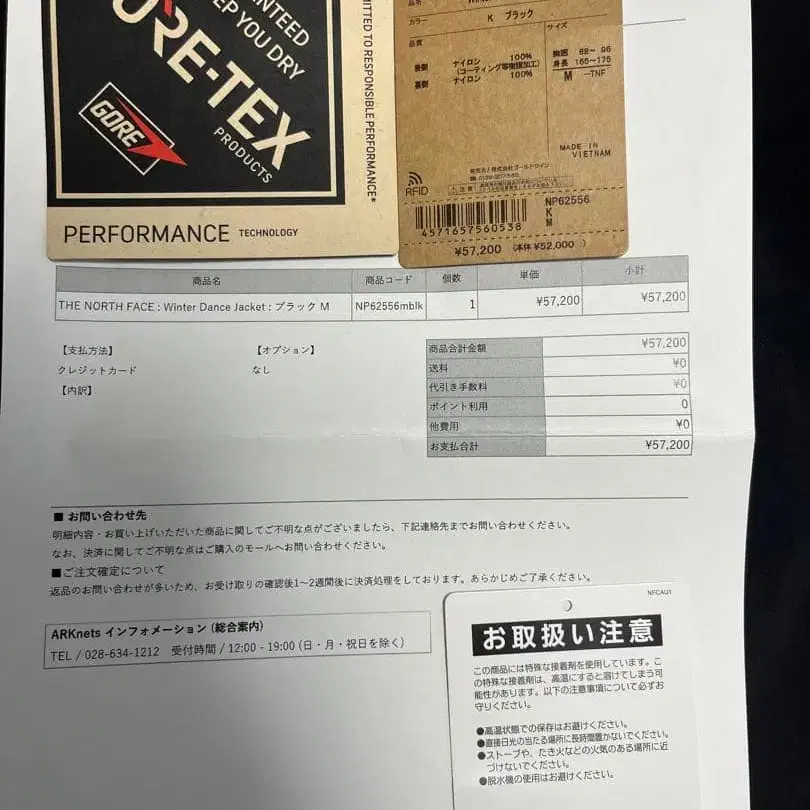 GUARANTEED
KEEP YOU DRY
GORE-TEX
PRODUCTS
GORE
COMMITTED TO RESPONSIBLE PERFORMANCE*
PERFORMANCE TECHNOLOGY
カラー K ブラック
品質
サイズ
表側 ナイロン 100%
(コーティング等樹脂加工)
裏側 ナイロン 100%
胸囲 88~ 96
身長 165~175
M -TNF
MADE IN
VIETNAM
RFID
NP62556
K
M
4571657560538
¥57,200 (本体 ¥52,000 )
商品名 商品コード 個数 単価 小計
THE NORTH FACE : Winter Dance Jacket : ブラック M NP62556mblk 1 ¥57,200 ¥57,200
【支払方法】 【オプション】
クレジットカード なし
【内訳】
商品合計金額 ¥57,200
送料 ¥0
代引き手数料 ¥0
ポイント利用 0
他費用 ¥0
お支払合計 ¥57,200
■ お問い合わせ先
明細内容・お買い上げいただいた商品に関してご不明な点がございましたら、下記連絡先までお問い合わせください。
なお、決済に関してご不明な点はご購入のモールへお問い合わせください。
■ご注文確定について
返品のお問い合わせが多いため、お受け取りの確認後1~2週間後に決済処理をしております。あらかじめご了承ください。
ARKnets インフォメーション (総合案内)
TEL / 028-634-1212 受付時間 / 12:00 - 19:00 (日・月・祝日を除く)
NFCAU1
お取扱い注意
この商品には特殊な接着剤を使用しています。こ
の特殊な接着剤は、高温にすると溶けてしまう可
能性があります。以下の注意事項について必ずお
守りください。
●高温状態での保存はお避けください。
●直接日光の当たる場所に長時間置かないでください。
●ストーブや、たき火などの火気のある場所に近
づけないでください。
●脱水機の使用はお避けください。